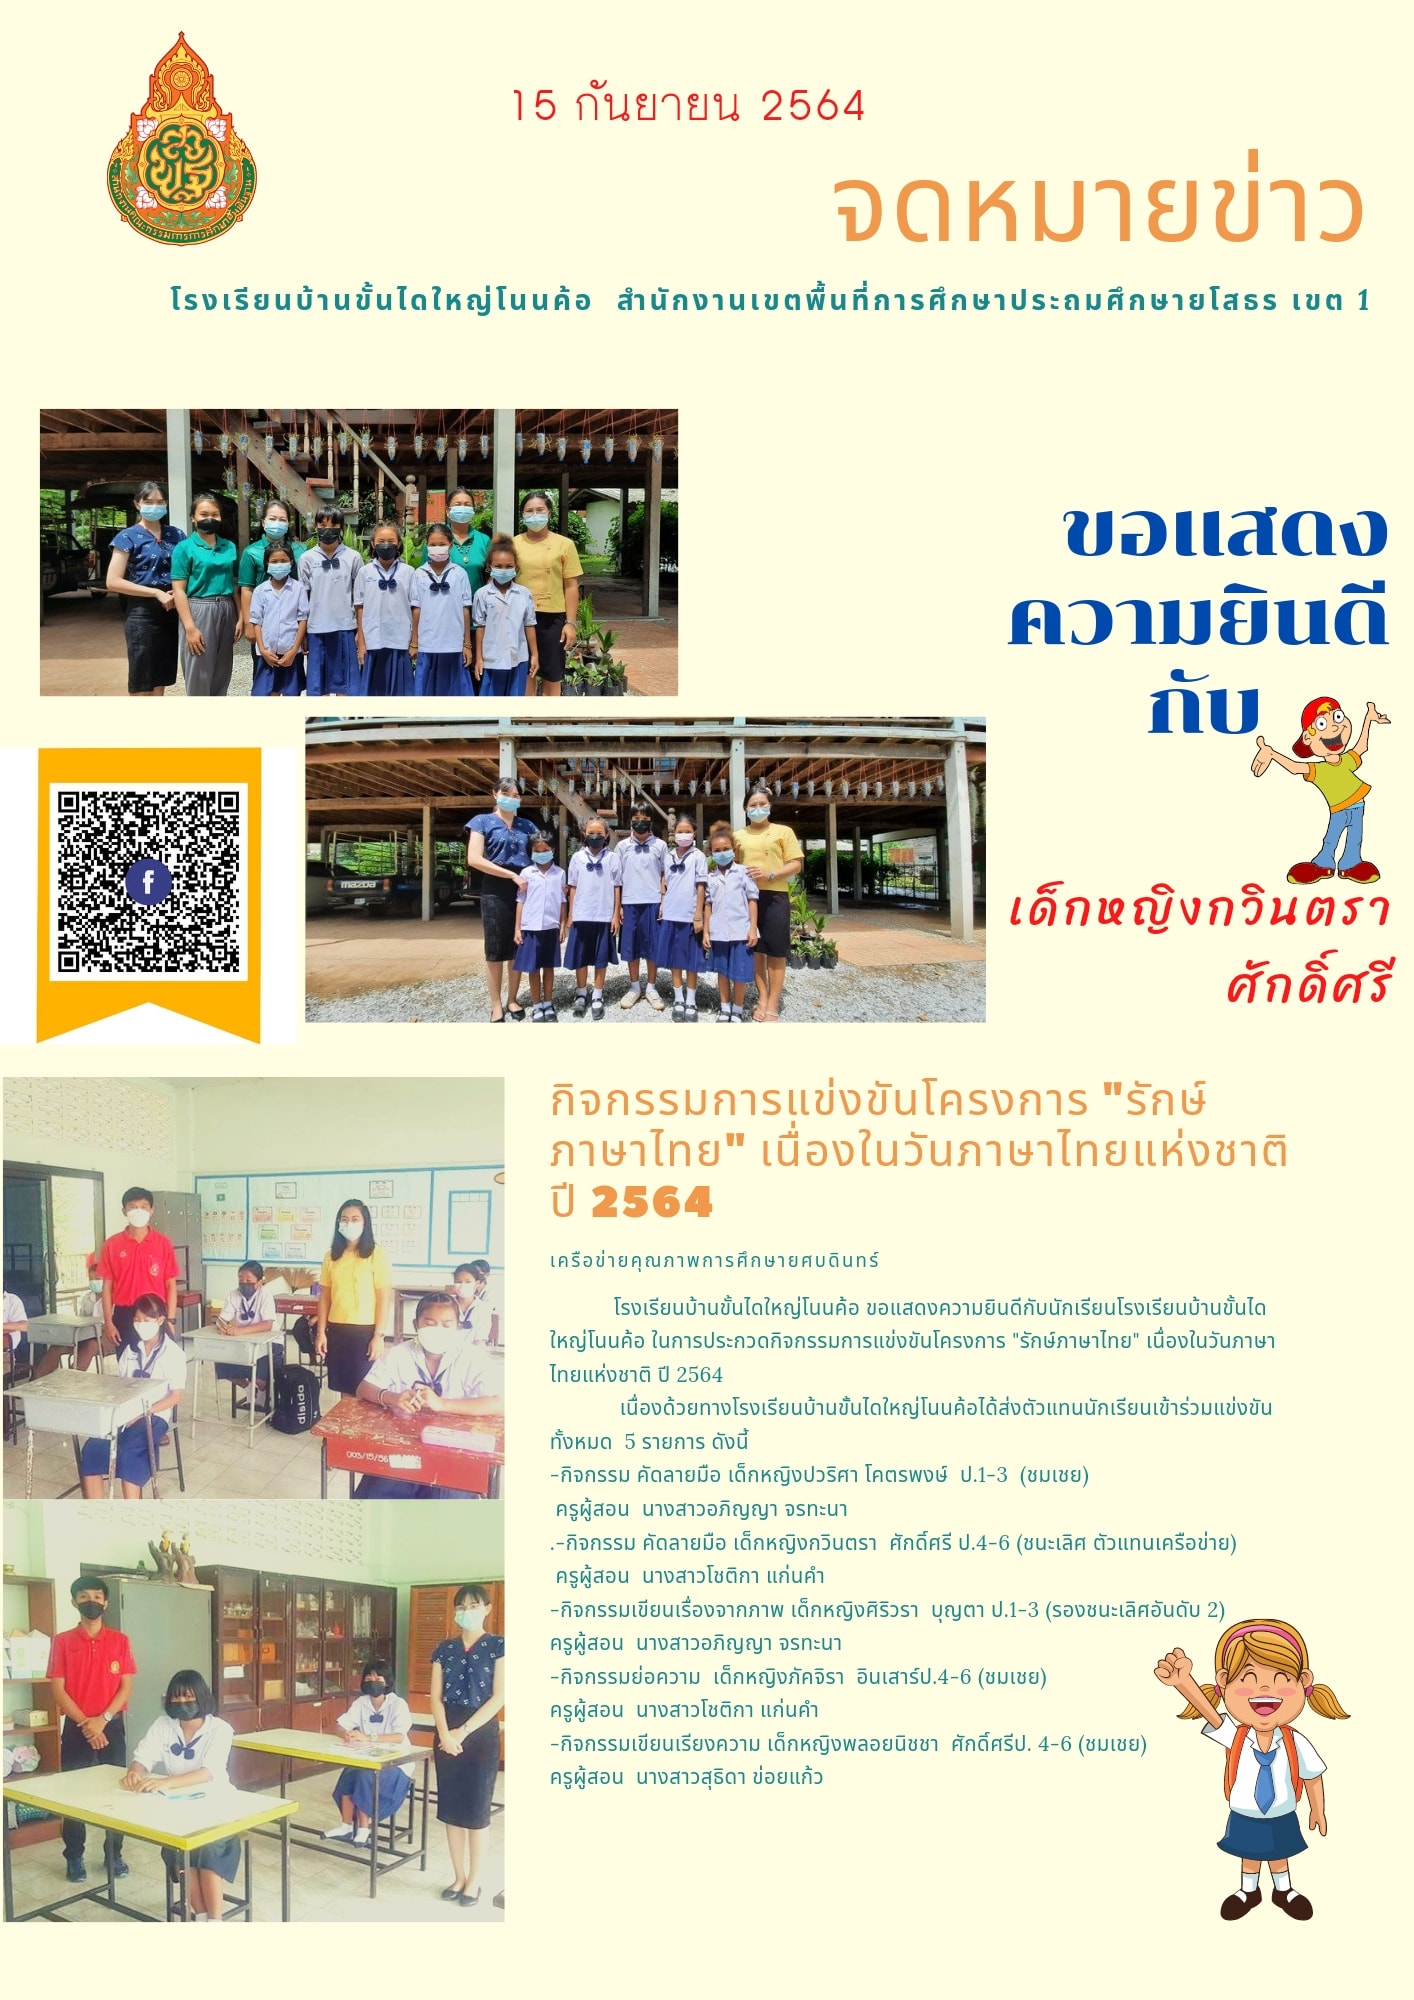 15 กันยายน 2564
จดหมายข่าว
โรงเรียนบ้านขั้นไดใหญ่โนนค้อ สำนักงานเขตพื้นที่การศึกษาประถมศึกษายโสธร เขต 1
สำนักงานคณะกรรมการการศึกษาขั้นพื้นฐาน
ขอแสดง
ความยินดี
กับ
mazda
f
เด็กหญิงกวินตรา
ศักดิ์ศรี
กิจกรรมการแข่งขันโครงการ "รักษ์
ภาษาไทย" เนื่องในวันภาษาไทยแห่งชาติ
ปี 2564
เครือข่ายคุณภาพการศึกษายศบดินทร์
โรงเรียนบ้านขั้นไดใหญ่โนนค้อ ขอแสดงความยินดีกับนักเรียนโรงเรียนบ้านขั้นได
ใหญ่โนนค้อ ในการประกวดกิจกรรมการแข่งขันโครงการ "รักษ์ภาษาไทย" เนื่องในวันภาษา
ไทยแห่งชาติ ปี 2564
เนื่องด้วยทางโรงเรียนบ้านขั้นไดใหญ่โนนค้อได้ส่งตัวแทนนักเรียนเข้าร่วมแข่งขัน
ทั้งหมด 5 รายการ ดังนี้
-กิจกรรม คัดลายมือ เด็กหญิงปวริศา โคตรพงษ์ ป.1-3 (ชมเชย)
ครูผู้สอน นางสาวอภิญญา จรทะนา
.-กิจกรรม คัดลายมือ เด็กหญิงกวินตรา ศักดิ์ศรี ป.4-6 (ชนะเลิศ ตัวแทนเครือข่าย)
ครูผู้สอน นางสาวโชติกา แก่นคำ
-กิจกรรมเขียนเรื่องจากภาพ เด็กหญิงศิริวรา บุญตา ป.1-3 (รองชนะเลิศอันดับ 2)
ครูผู้สอน นางสาวอภิญญา จรทะนา
-กิจกรรมย่อความ เด็กหญิงภัคจิรา อินเสาร์ป.4-6 (ชมเชย)
ครูผู้สอน นางสาวโชติกา แก่นคำ
-กิจกรรมเขียนเรียงความ เด็กหญิงพลอยนิชชา ศักดิ์ศรีป. 4-6 (ชมเชย)
ครูผู้สอน นางสาวสุธิดา ข่อยแก้ว
disida